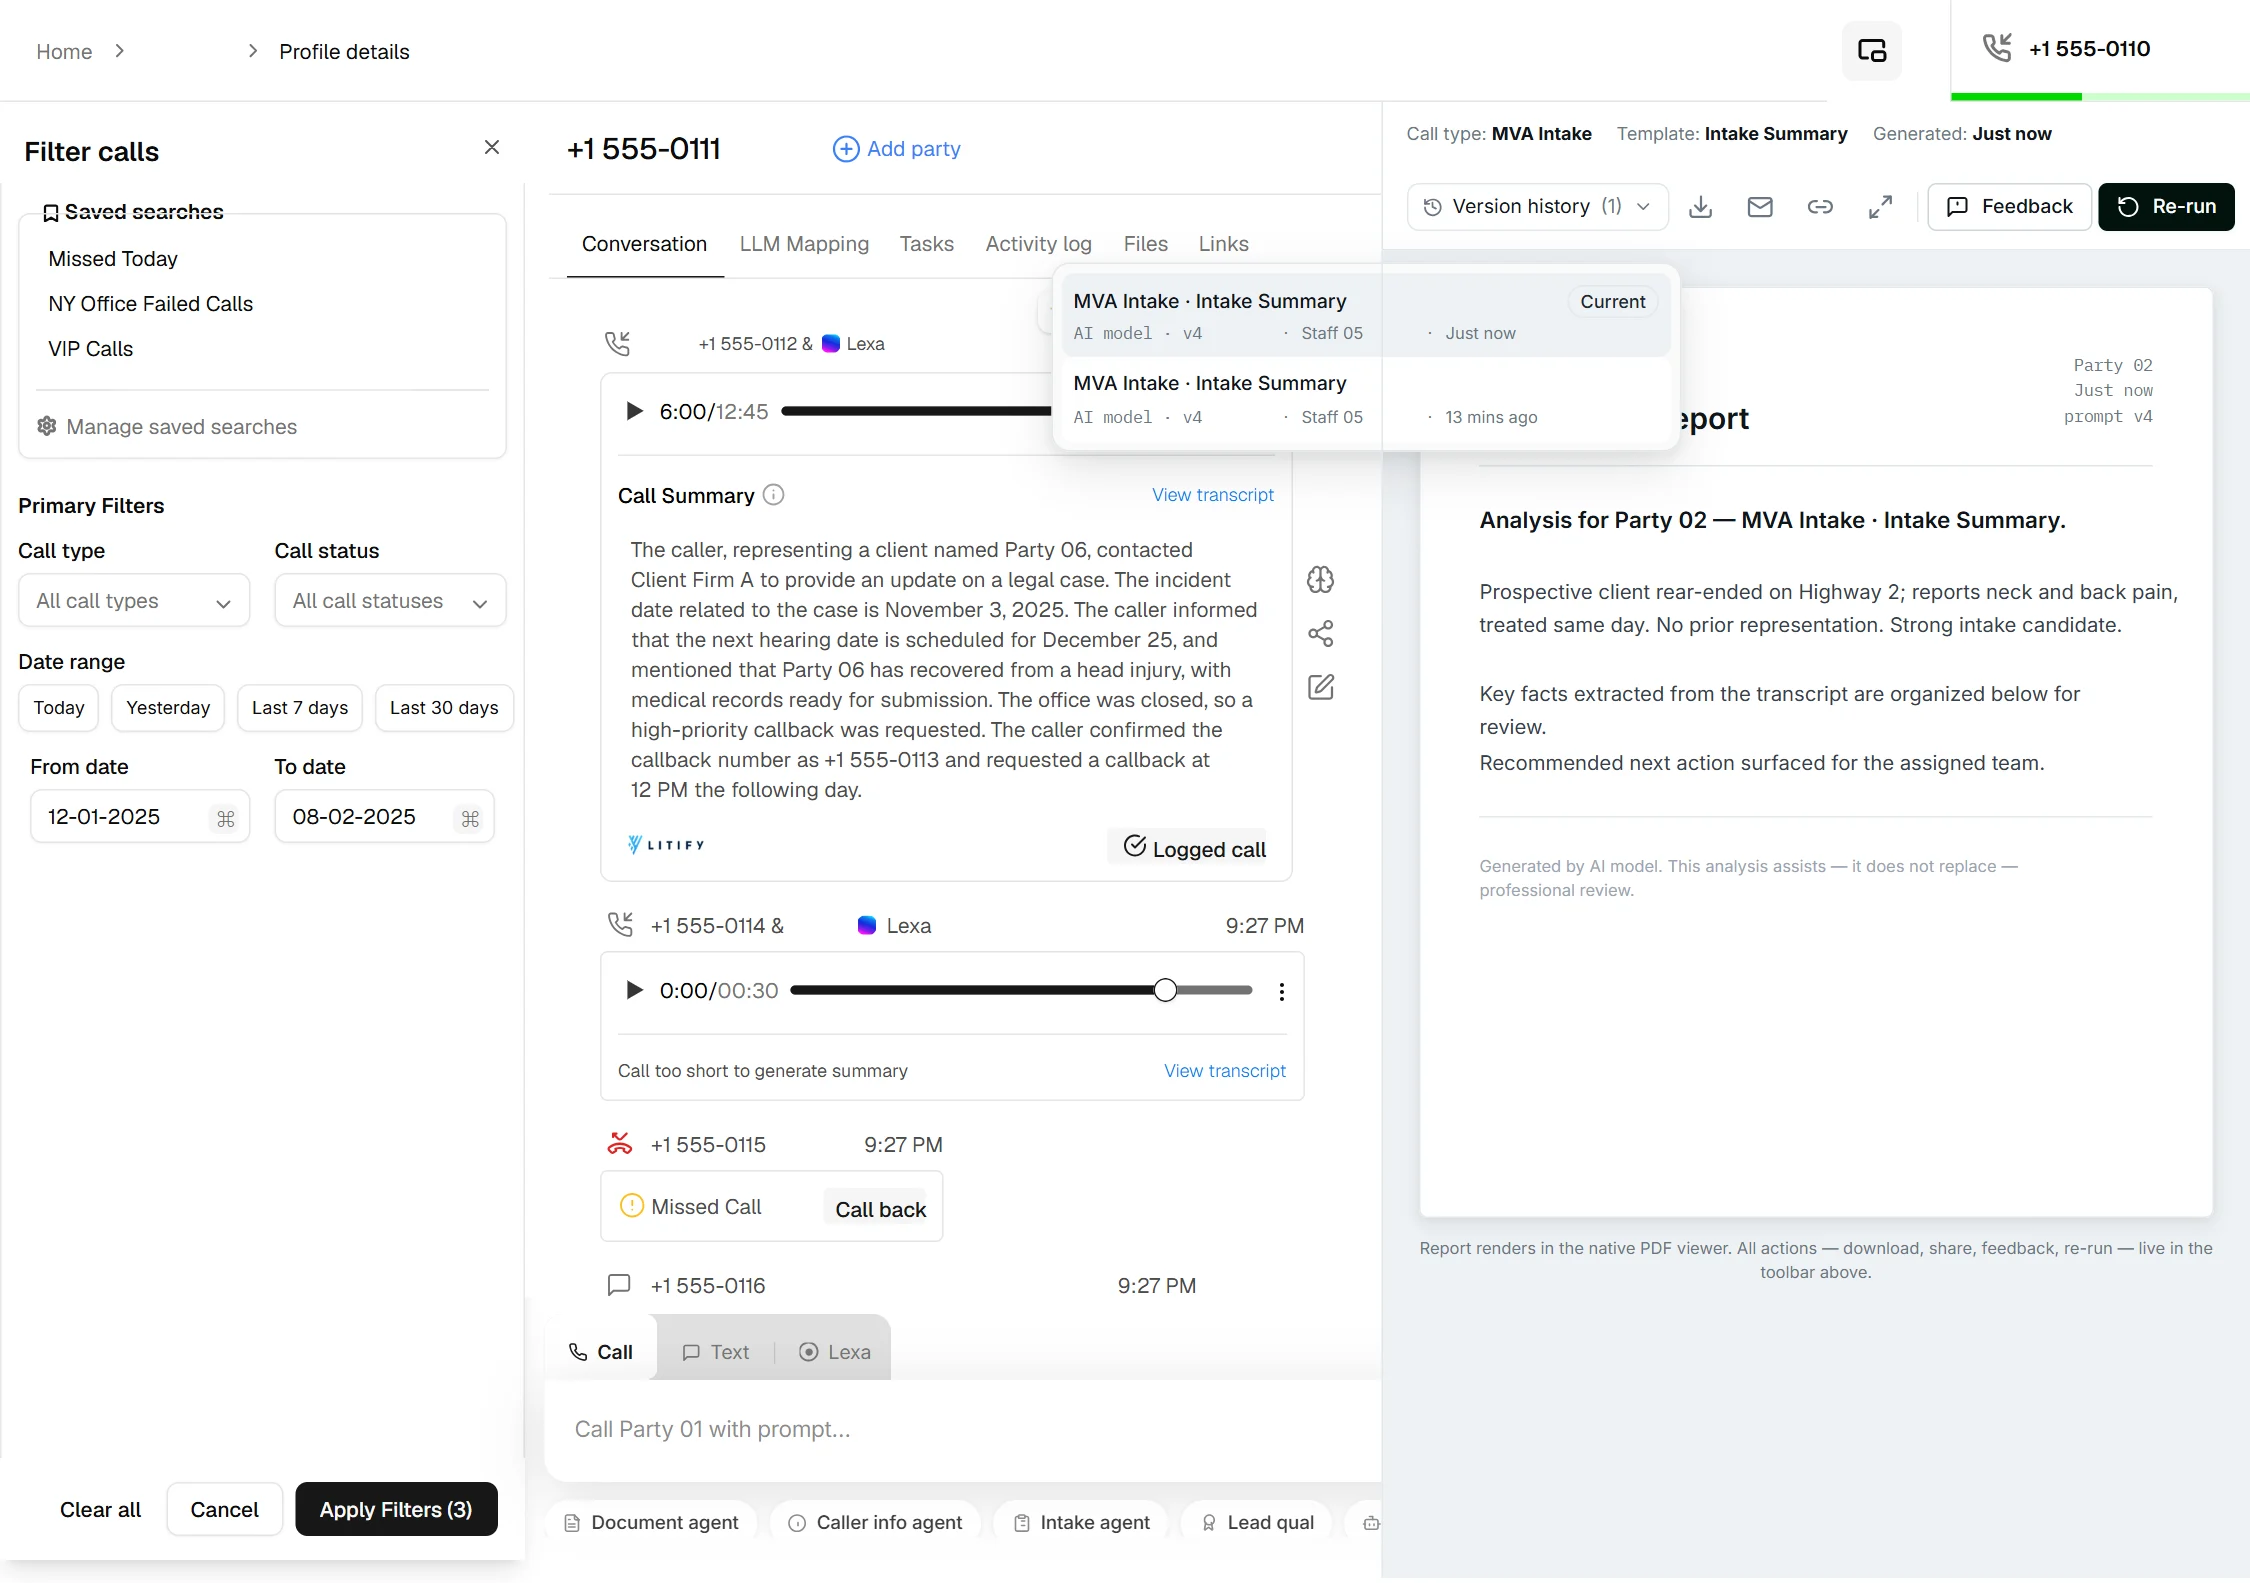 Home
Profile details
+1 555-0110
Filter calls
Saved searches
Missed Today
NY Office Failed Calls
VIP Calls
Manage saved searches
Primary Filters
Call type
Call status
All call types
All call statuses
Date range
Today
Yesterday
Last 7 days
Last 30 days
From date
To date
12-01-2025
08-02-2025
Clear all
Cancel
Apply Filters (3)
+1 555-0111
Add party
Conversation
LLM Mapping
Tasks
Activity log
Files
Links
+1 555-0112 & Lexa
6:00/12:45
Call Summary
View transcript
The caller, representing a client named Party 06, contacted
Client Firm A to provide an update on a legal case. The incident
date related to the case is November 3, 2025. The caller informed
that the next hearing date is scheduled for December 25, and
mentioned that Party 06 has recovered from a head injury, with
medical records ready for submission. The office was closed, so a
high-priority callback was requested. The caller confirmed the
callback number as +1 555-0113 and requested a callback at
12 PM the following day.
LITIFY
Logged call
+1 555-0114 & Lexa
9:27 PM
0:00/00:30
Call too short to generate summary
View transcript
+1 555-0115
9:27 PM
Missed Call
Call back
+1 555-0116
9:27 PM
Call
Text
Lexa
Call Party 01 with prompt...
Document agent
Caller info agent
Intake agent
Lead qual
Call type: MVA Intake
Template: Intake Summary
Generated: Just now
Version history (1)
Feedback
Re-run
MVA Intake · Intake Summary
Current
AI model · v4 · Staff 05 · Just now
MVA Intake · Intake Summary
AI model · v4 · Staff 05 · 13 mins ago
Party 02
Just now
prompt v4
eport
Analysis for Party 02 — MVA Intake · Intake Summary.
Prospective client rear-ended on Highway 2; reports neck and back pain,
treated same day. No prior representation. Strong intake candidate.
Key facts extracted from the transcript are organized below for
review.
Recommended next action surfaced for the assigned team.
Generated by AI model. This analysis assists — it does not replace —
professional review.
Report renders in the native PDF viewer. All actions — download, share, feedback, re-run — live in the
toolbar above.